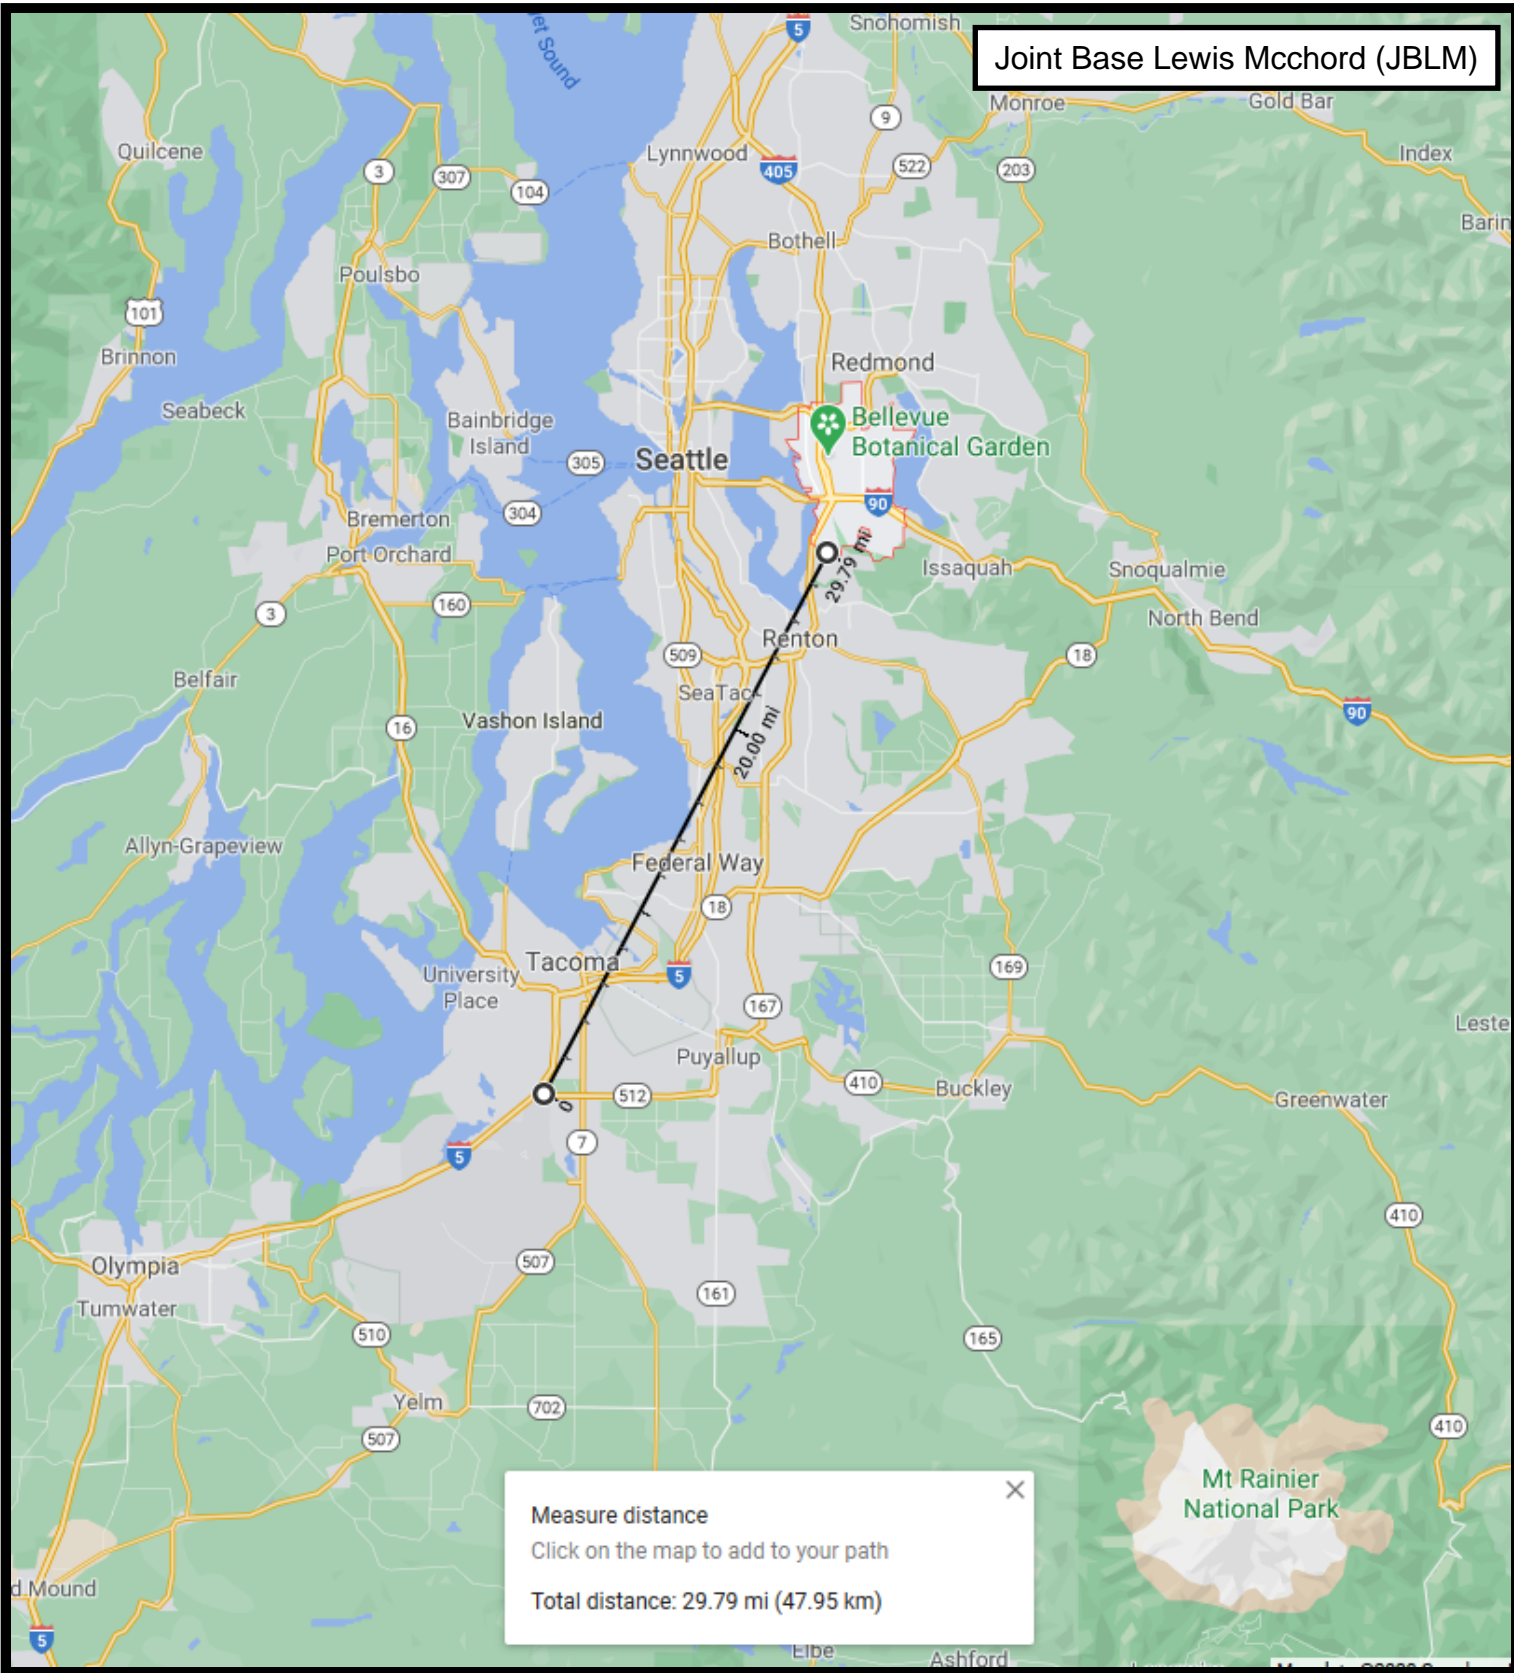 Snohomish
5
Joint Base Lewis Mcchord (JBLM)
Monroe
Gold Bar
9
Quilcene
Lynnwood
405
522
203
Index
3
307
104
Barin
Bothell
Poulsbo
101
Brinnon
Redmond
Seabeck
Bainbridge
Island
Bellevue
Botanical Garden
305
Seattle
90
304
Bremerton
Port Orchard
29.79 mi
Issaquah
Snoqualmie
3
160
North Bend
Renton
509
18
Belfair
SeaTac
90
16
Vashon Island
20.00 mi
Allyn-Grapeview
Federal Way
18
Tacoma
University
Place
5
169
167
Leste
Puyallup
410
Buckley
512
0
Greenwater
7
5
410
Olympia
507
Tumwater
161
510
165
Yelm
702
507
410
Mt Rainier
National Park
Measure distance
Click on the map to add to your path
Total distance: 29.79 mi (47.95 km)
d Mound
5
Elbe
Ashford